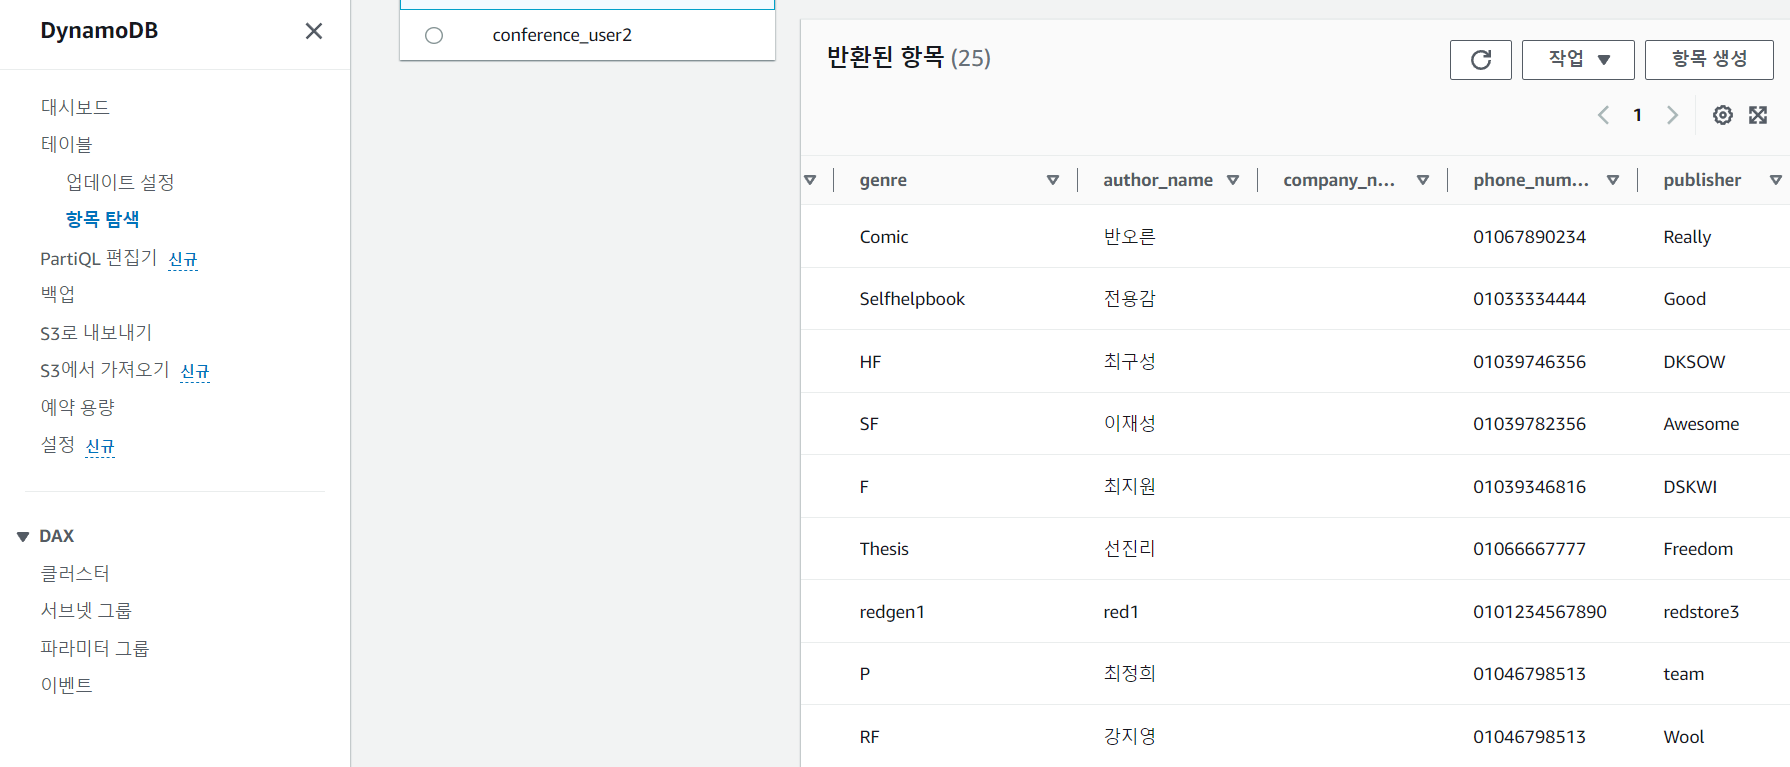 DynamoDB
대시보드
테이블
업데이트 설정
항목 탐색
PartiQL 편집기 신규
백업
S3로 내보내기
S3에서 가져오기 신규
예약 용량
설정 신규
DAX
클러스터
서브넷 그룹
파라미터 그룹
이벤트
conference_user2
반환된 항목 (25)
작업
항목 생성
1
genre author_name company_n... phone_num... publisher
Comic 반오른 01067890234 Really
Selfhelpbook 전용감 01033334444 Good
HF 최구성 01039746356 DKSOW
SF 이재성 01039782356 Awesome
F 최지원 01039346816 DSKWI
Thesis 선진리 01066667777 Freedom
redgen1 red1 0101234567890 redstore3
P 최정희 01046798513 team
RF 강지영 01046798513 Wool